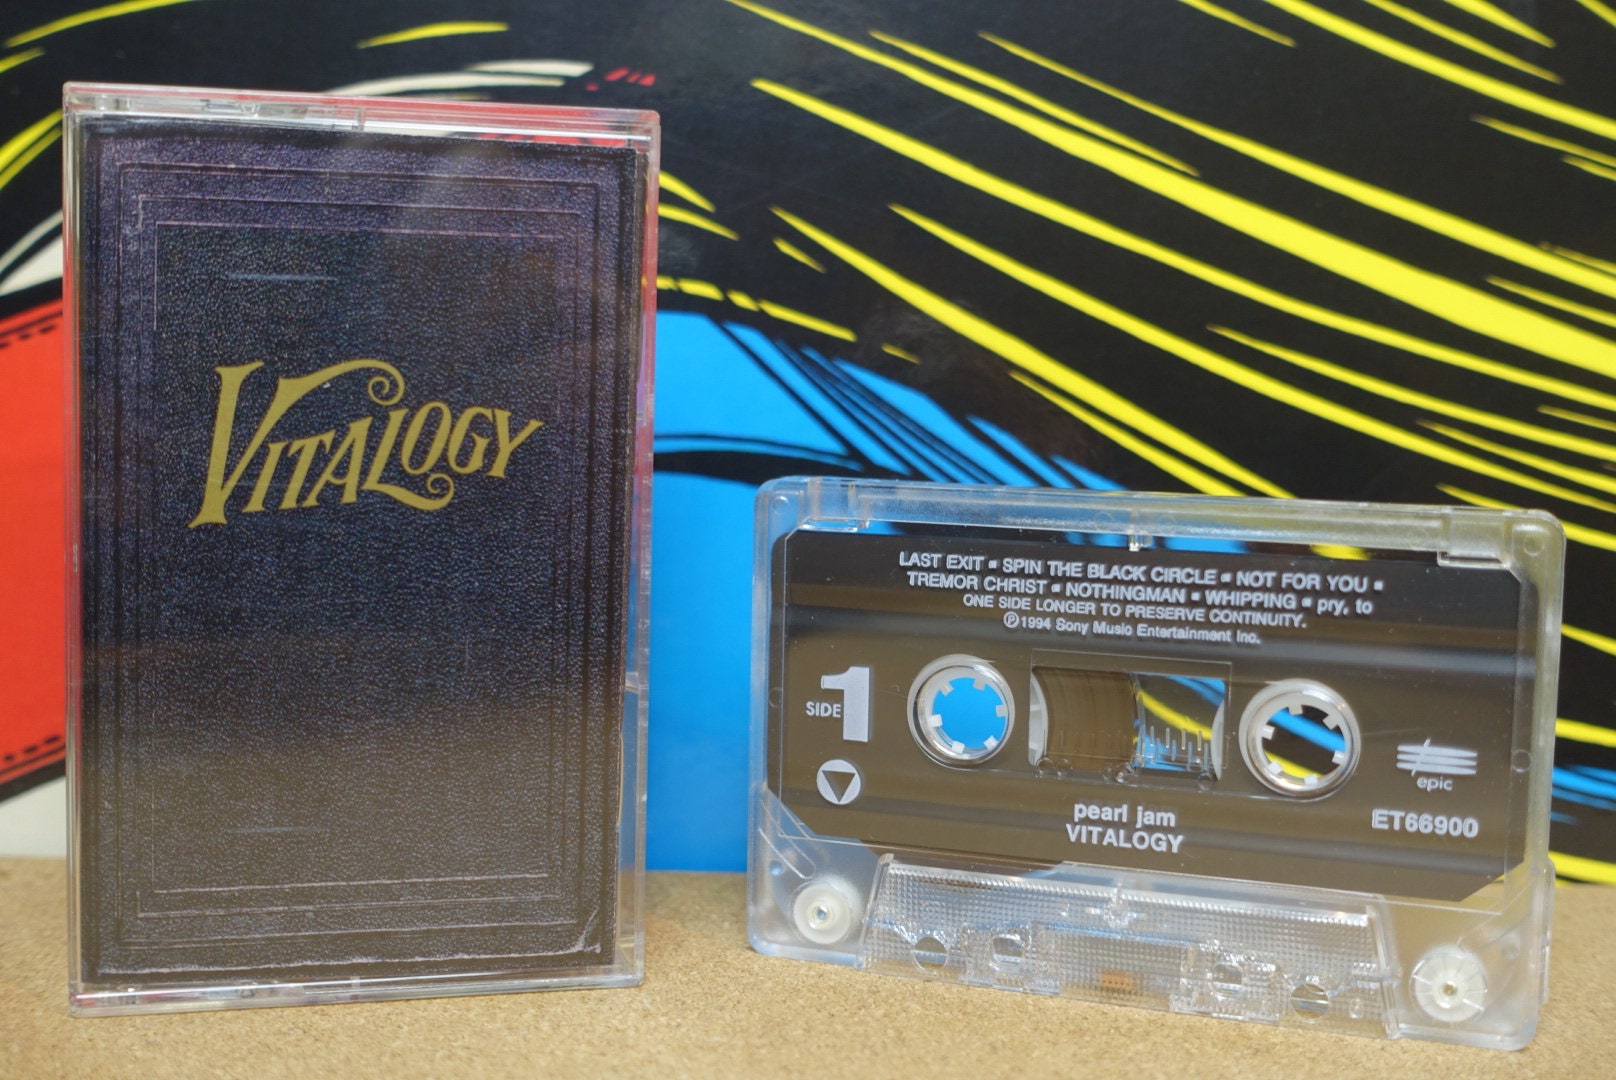 VITALOGY
LAST EXIT ▪ SPIN THE BLACK CIRCLE ▪ NOT FOR YOU ▪
TREMOR CHRIST ▪ NOTHINGMAN ▪ WHIPPING ▪ pry, to
ONE SIDE LONGER TO PRESERVE CONTINUITY.
℗1994 Sony Music Entertainment Inc.
SIDE 1
epic
ET66900
pearl jam
VITALOGY